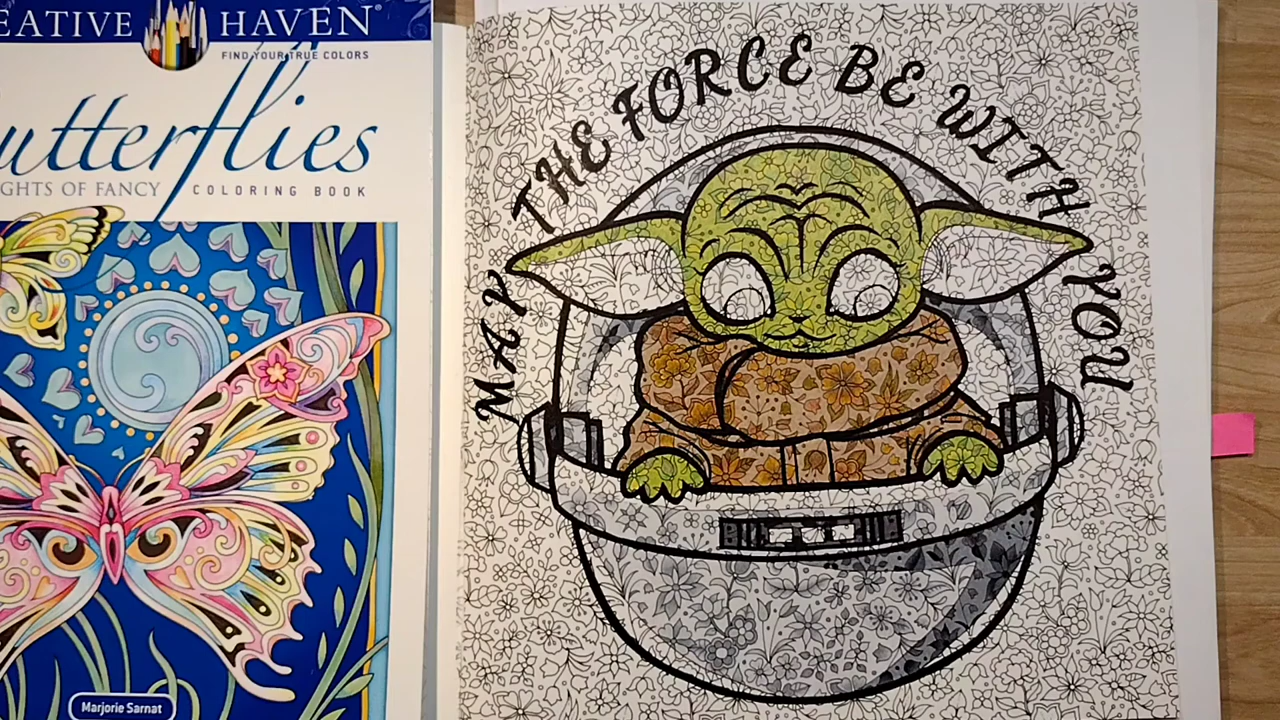 EATIVE HAVEN®
FIND YOUR TRUE COLORS
utterflies
GHTS OF FANCY COLORING BOOK
Marjorie Sarnat
MAY THE FORCE BE WITH YOU